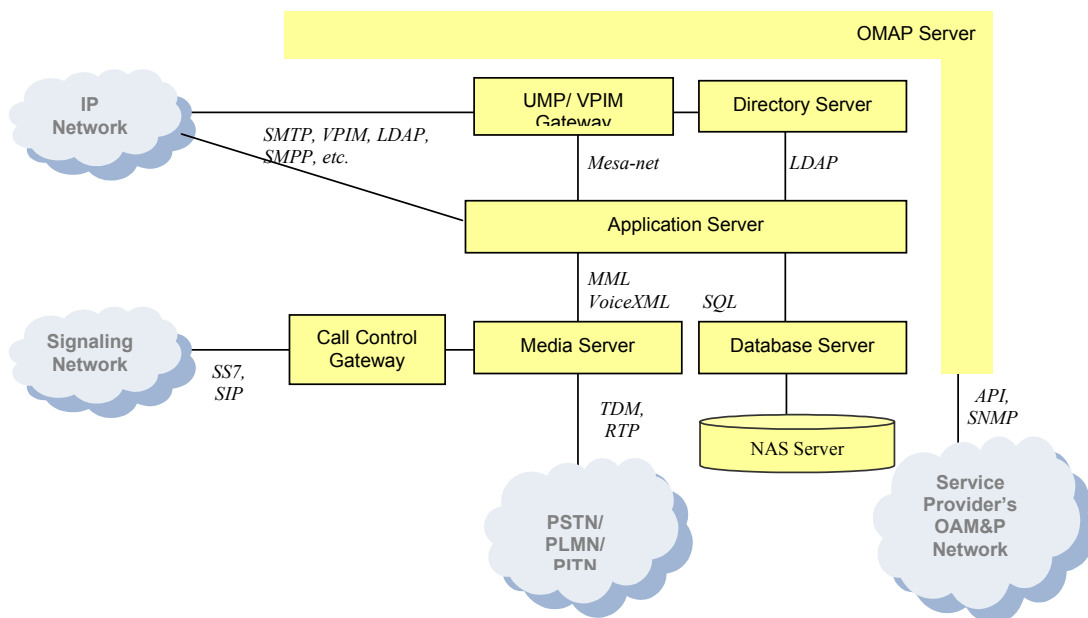 OMAP Server
IP
Network
UMP/ VPIM
Gateway
Directory Server
SMTP, VPIM, LDAP,
SMPP, etc.
Mesa-net
LDAP
Application Server
MML
VoiceXML
SQL
Signaling
Network
Call Control
Gateway
Media Server
Database Server
SS7,
SIP
TDM,
RTP
API,
SNMP
NAS Server
PSTN/
PLMN/
PITN
Service
Provider’s
OAM&P
Network